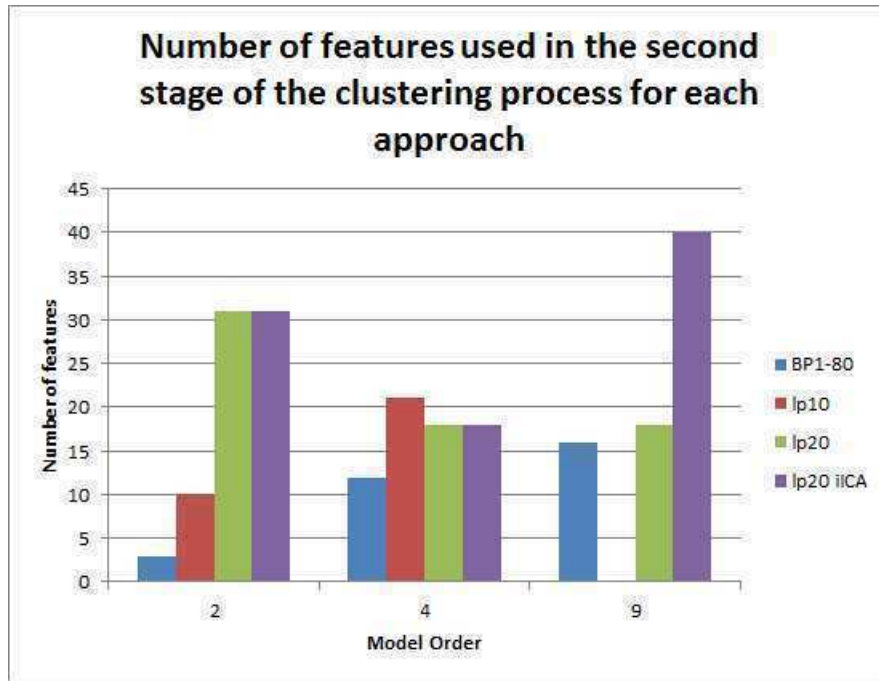 Number of features used in the second
stage of the clustering process for each
approach
45
40
35
30
25
20
15
10
5
0
Number of features
2
4
9
Model Order
BP1-80
lp10
lp20
lp20 iICA